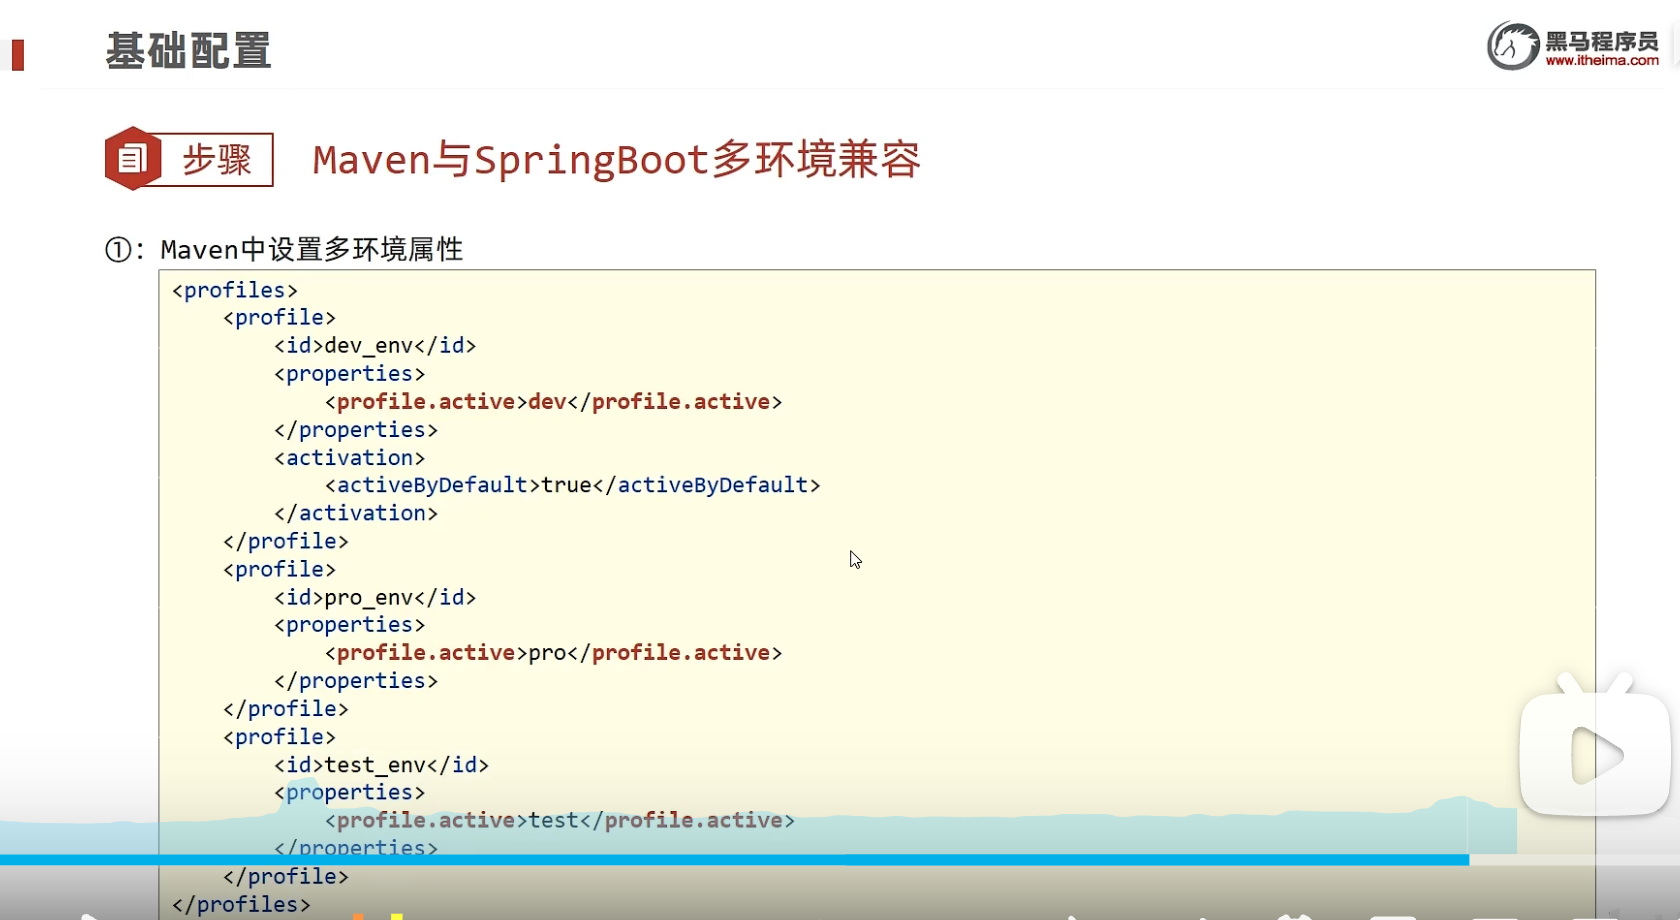 基础配置
黑马程序员
www.itheima.com
步骤
Maven与SpringBoot多环境兼容
①：Maven中设置多环境属性
<profiles>
    <profile>
        <id>dev_env</id>
        <properties>
            <profile.active>dev</profile.active>
        </properties>
        <activation>
            <activeByDefault>true</activeByDefault>
        </activation>
    </profile>
    <profile>
        <id>pro_env</id>
        <properties>
            <profile.active>pro</profile.active>
        </properties>
    </profile>
    <profile>
        <id>test_env</id>
        <properties>
            <profile.active>test</profile.active>
        </properties>
    </profile>
</profiles>